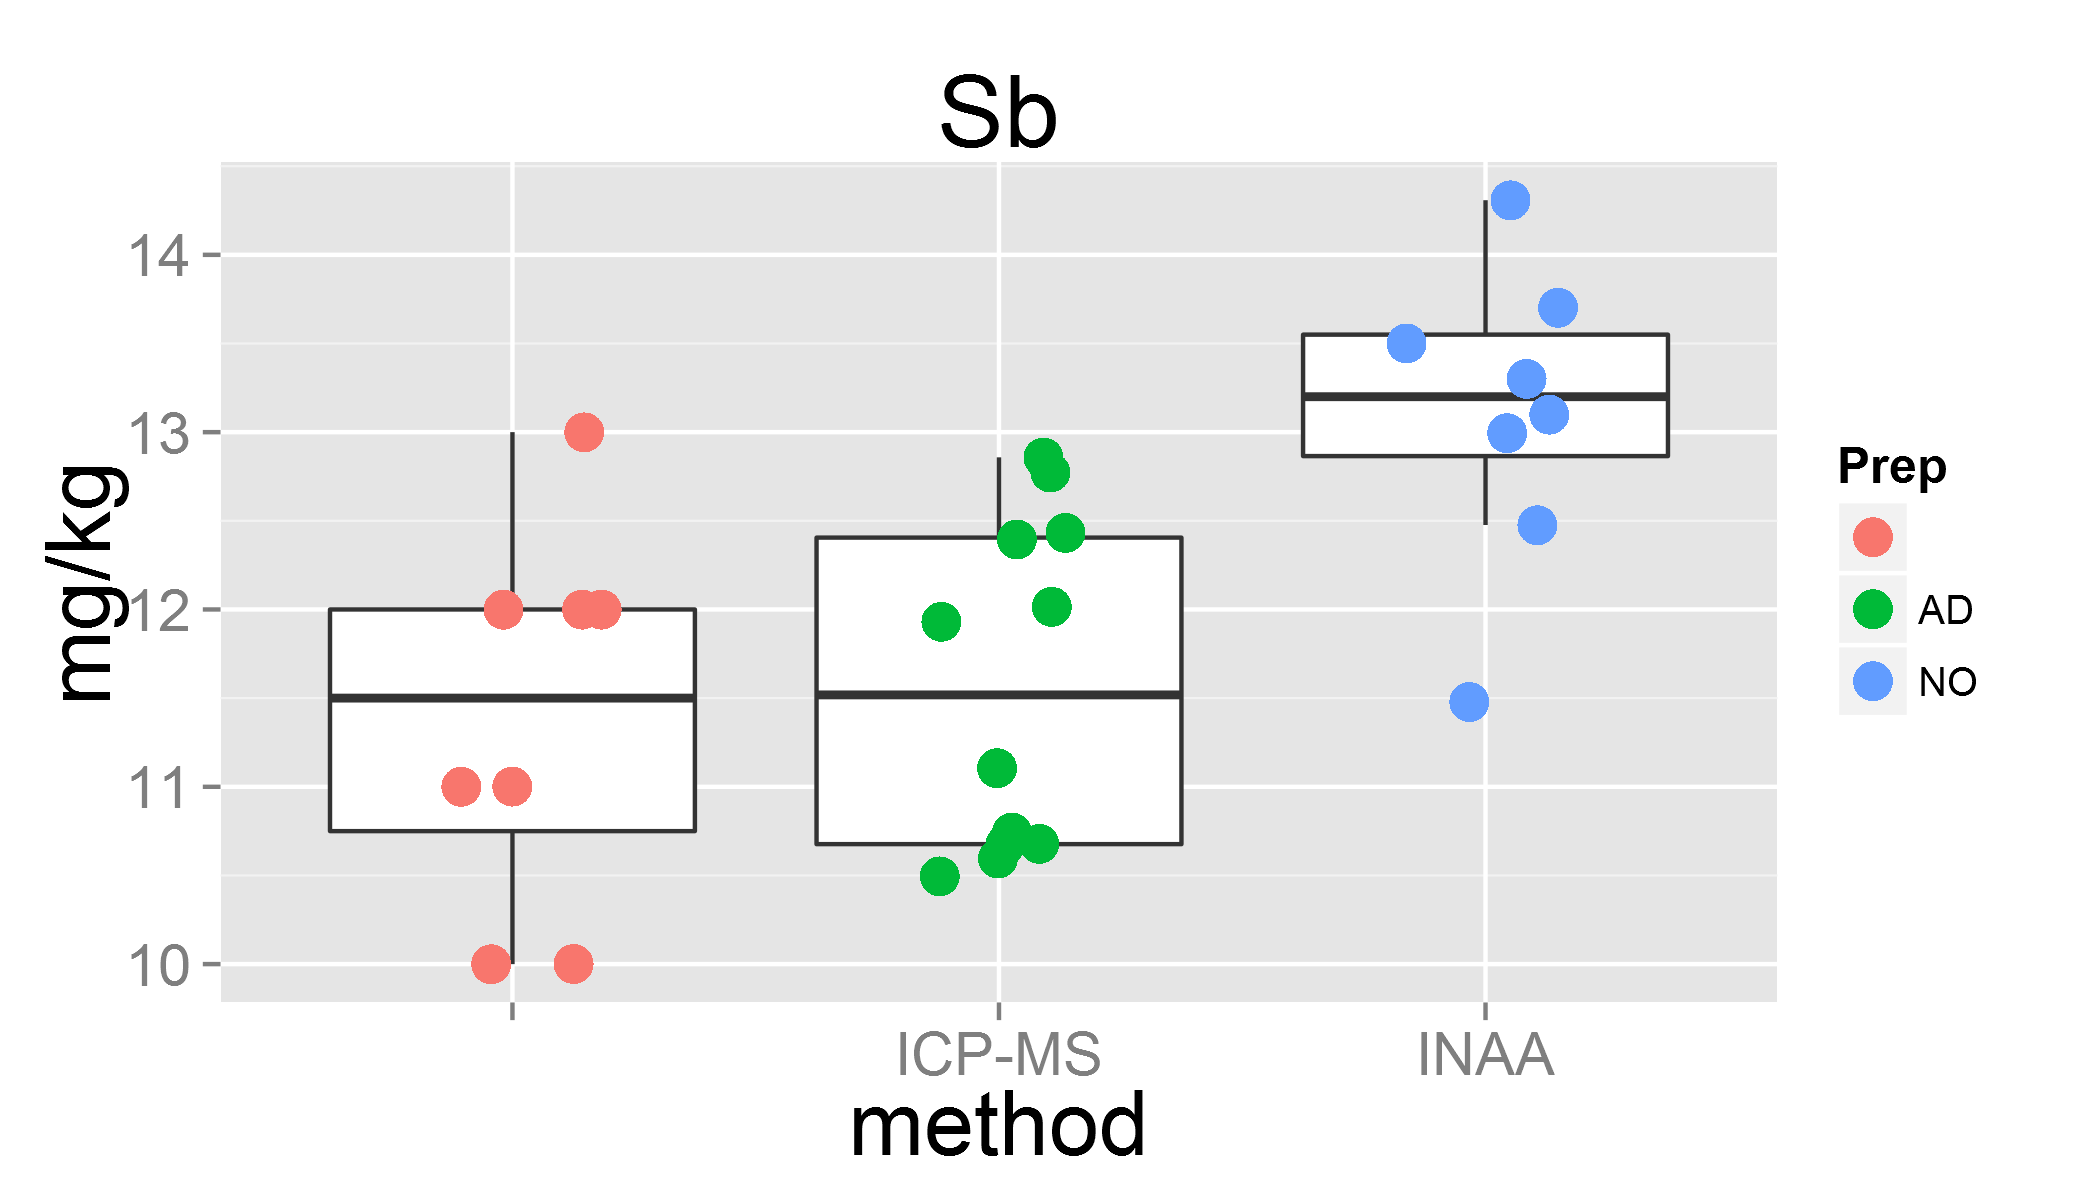 Sb
mg/kg
14
13
12
11
10
ICP-MS
INAA
method
Prep
AD
NO